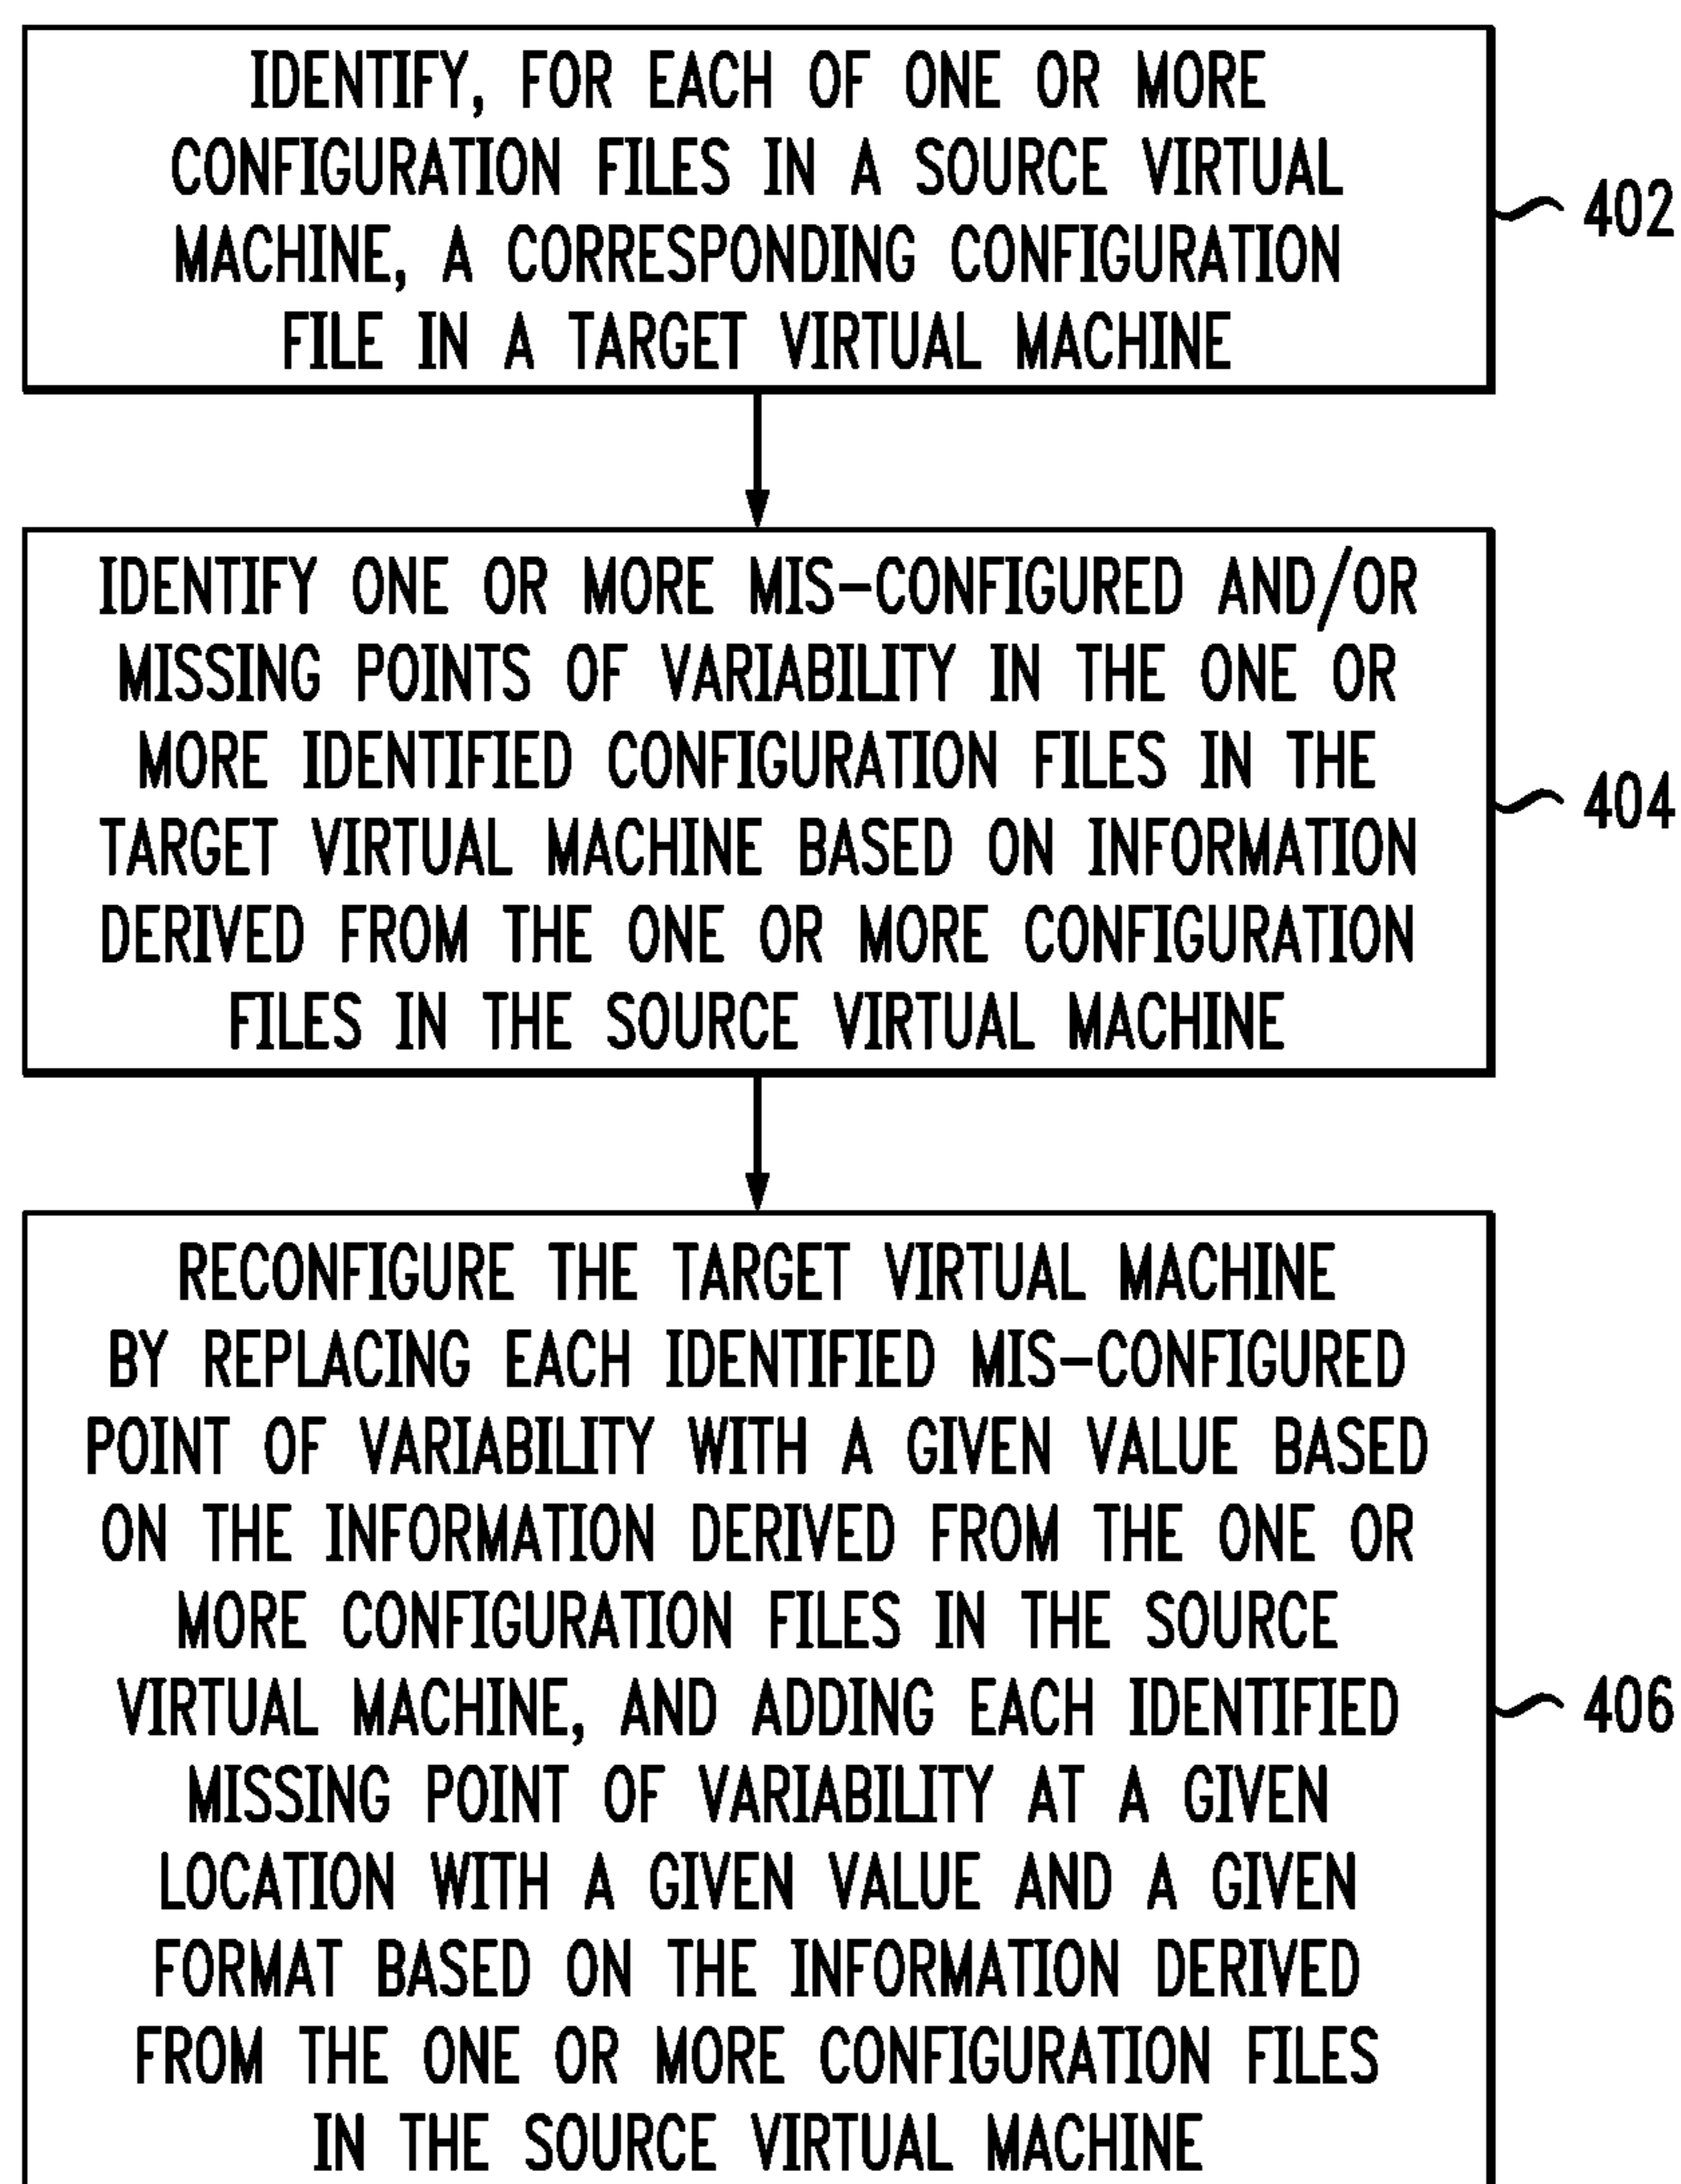 IDENTIFY, FOR EACH OF ONE OR MORE
CONFIGURATION FILES IN A SOURCE VIRTUAL
MACHINE, A CORRESPONDING CONFIGURATION
FILE IN A TARGET VIRTUAL MACHINE
402
IDENTIFY ONE OR MORE MIS-CONFIGURED AND/OR
MISSING POINTS OF VARIABILITY IN THE ONE OR
MORE IDENTIFIED CONFIGURATION FILES IN THE
TARGET VIRTUAL MACHINE BASED ON INFORMATION
DERIVED FROM THE ONE OR MORE CONFIGURATION
FILES IN THE SOURCE VIRTUAL MACHINE
404
RECONFIGURE THE TARGET VIRTUAL MACHINE
BY REPLACING EACH IDENTIFIED MIS-CONFIGURED
POINT OF VARIABILITY WITH A GIVEN VALUE BASED
ON THE INFORMATION DERIVED FROM THE ONE OR
MORE CONFIGURATION FILES IN THE SOURCE
VIRTUAL MACHINE, AND ADDING EACH IDENTIFIED
MISSING POINT OF VARIABILITY AT A GIVEN
LOCATION WITH A GIVEN VALUE AND A GIVEN
FORMAT BASED ON THE INFORMATION DERIVED
FROM THE ONE OR MORE CONFIGURATION FILES
IN THE SOURCE VIRTUAL MACHINE
406